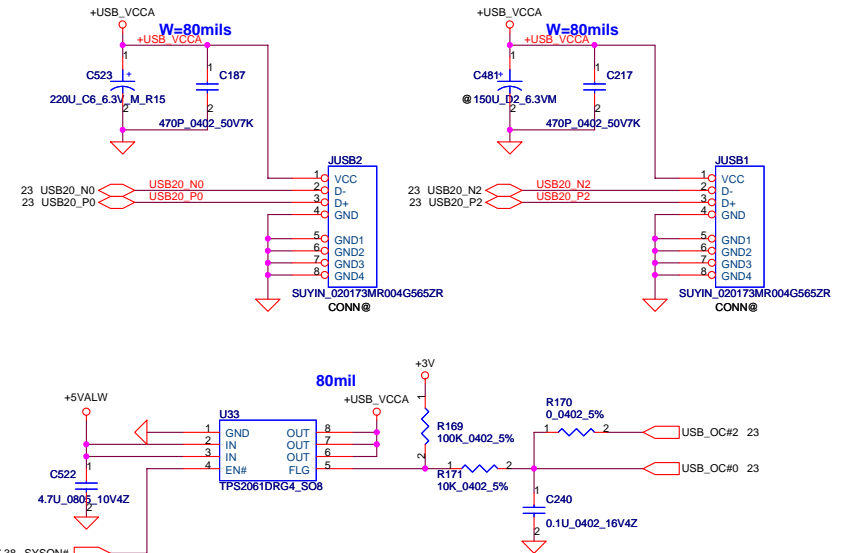 +USB_VCCA
W=80mils
+USB_VCCA
1
1
C523
+
C187
220U_C6_6.3V_M_R15
2
2
470P_0402_50V7K
JUSB2
1 VCC
23 USB20_N0 USB20_N0 2 D-
23 USB20_P0 USB20_P0 3 D+
4 GND
5 GND1
6 GND2
7 GND3
8 GND4
SUYIN_020173MR004G565ZR
CONN@
+USB_VCCA
W=80mils
+USB_VCCA
1
1
C481
+
C217
@150U_D2_6.3VM
2
2
470P_0402_50V7K
JUSB1
1 VCC
23 USB20_N2 USB20_N2 2 D-
23 USB20_P2 USB20_P2 3 D+
4 GND
5 GND1
6 GND2
7 GND3
8 GND4
SUYIN_020173MR004G565ZR
CONN@
80mil
+5VALW
+USB_VCCA
U33
1 GND OUT 8
2 IN OUT 7
3 IN OUT 6
4 EN# FLG 5
TPS2061DRG4_SO8
1
C522
4.7U_0805_10V4Z
2
38 SYSON#
+3V
1
R169
100K_0402_5%
2
1 2
R171
10K_0402_5%
R170
0_0402_5%
1 2
USB_OC#2 23
USB_OC#0 23
1
C240
0.1U_0402_16V4Z
2